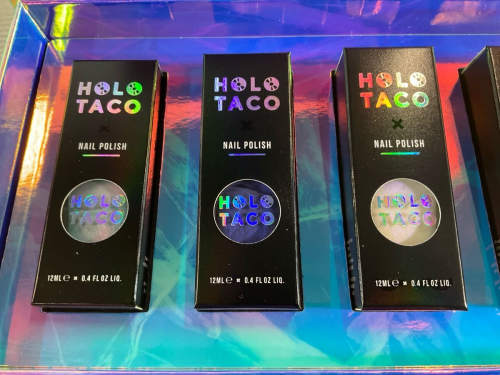 HOLO
TACO
×
NAIL POLISH
HOLO
TACO
12ML ℮ ✖ 0.4 FL OZ LIQ.
HOLO
TACO
×
NAIL POLISH
HOLO
TACO
12ML ℮ ✖ 0.4 FL OZ LIQ.
HOLO
TACO
×
NAIL POLISH
HOLO
TACO
12ML ℮ ✖ 0.4 FL OZ LIQ.